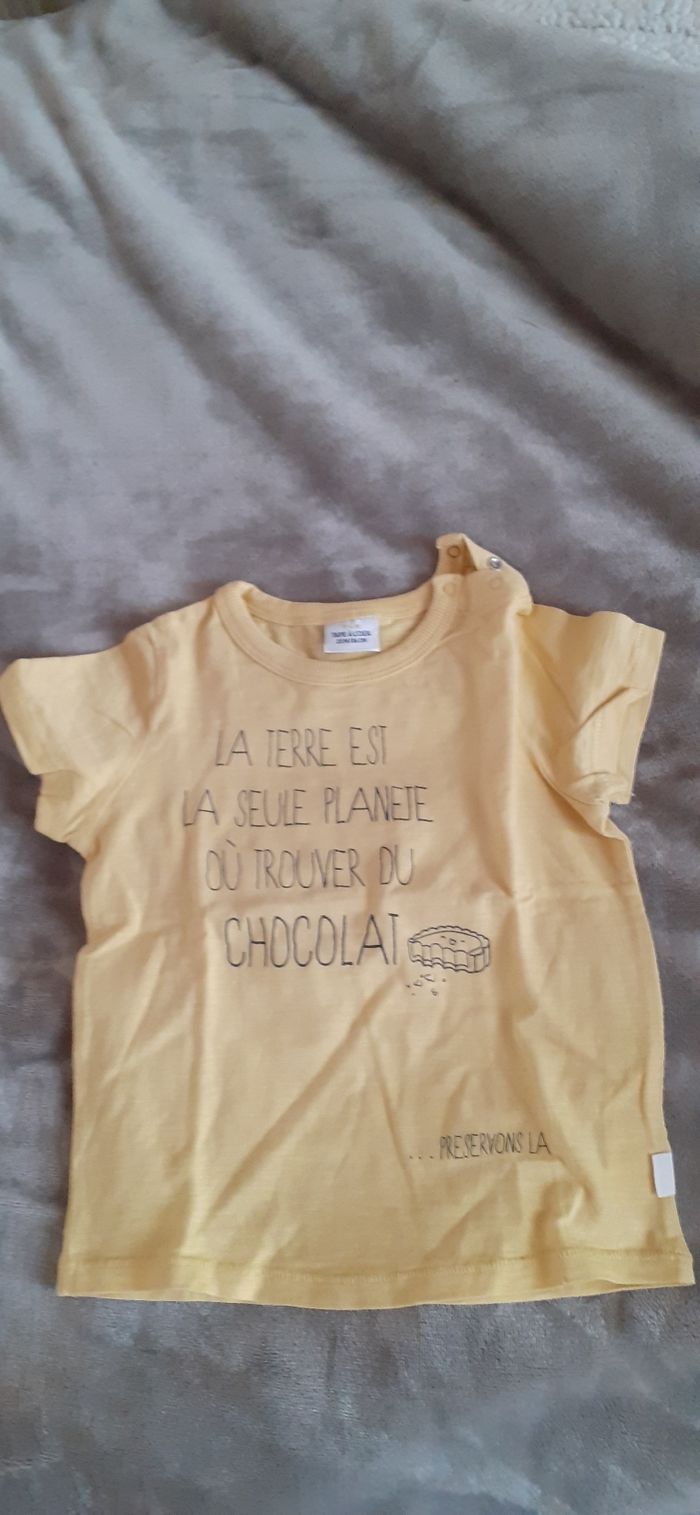 LA TERRE EST
LA SEULE PLANETE
OÙ TROUVER DU
CHOCOLAT
...PRESERVONS LA